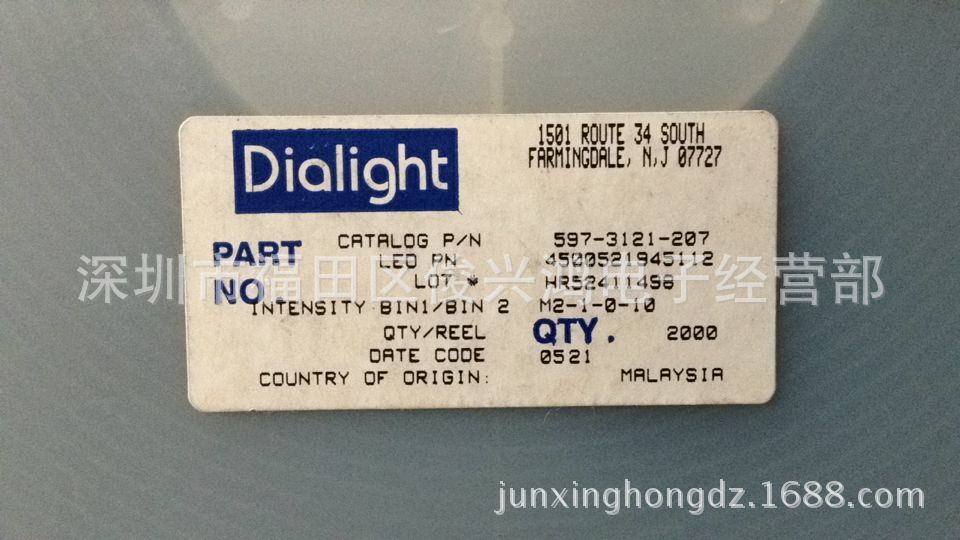 Dialight
1501 ROUTE 34 SOUTH
FARMINGDALE, N.J 07727
PART NO.
CATALOG P/N 597-3121-207
LED PN 4500521945112
LOT * HR52411498
INTENSITY BIN1/BIN 2 M2-1-0-10
QTY/REEL QTY. 2000
DATE CODE 0521
COUNTRY OF ORIGIN: MALAYSIA
深圳市福田区俊兴鸿电子经营部
junxinghongdz.1688.com